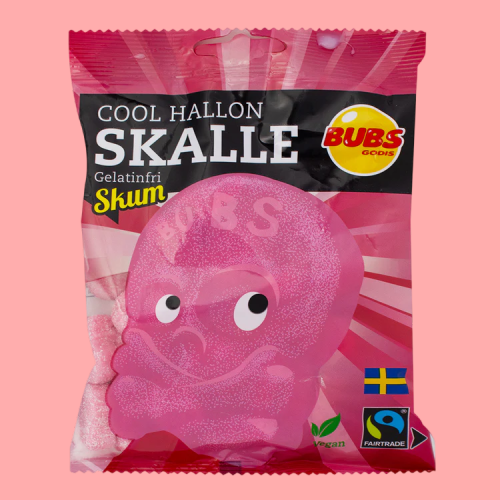 COOL HALLON
SKALLE
Gelatinfri
Skum
BUBS
GODIS
BUBS
vegan
FAIRTRADE